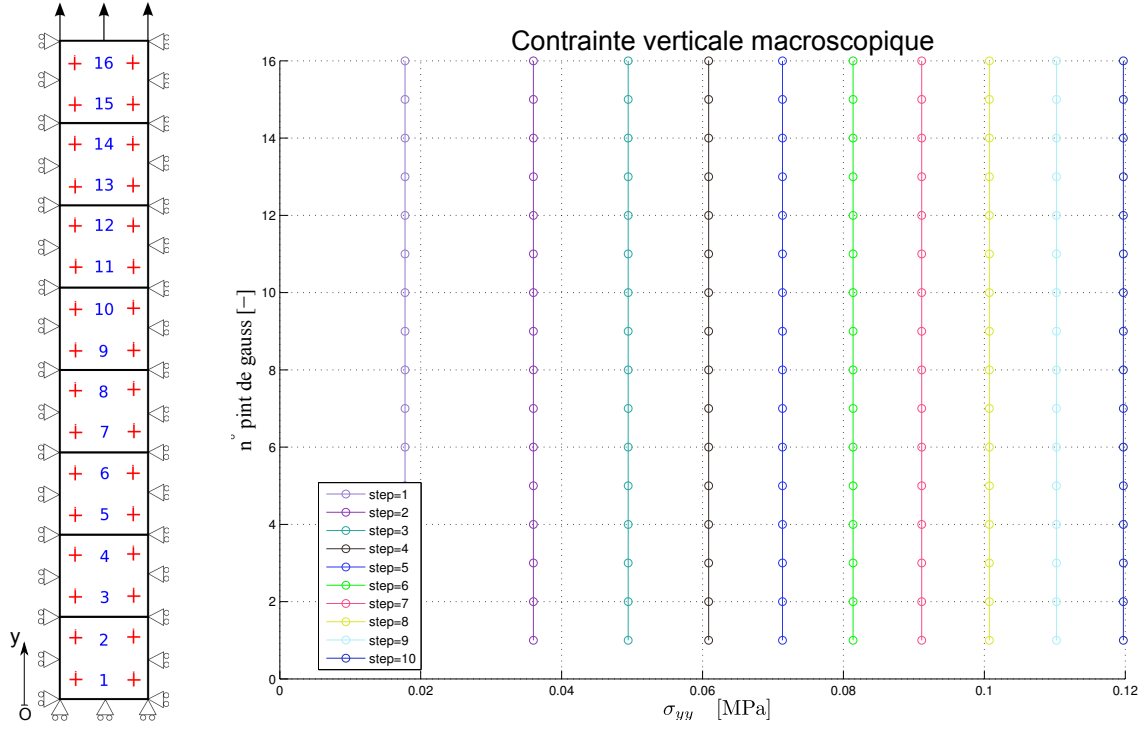 16
15
14
13
12
11
10
9
8
7
6
5
4
3
2
1
y
O
Contrainte verticale macroscopique
16
14
12
10
8
6
4
2
0
n° pint de gauss [−]
step=1
step=2
step=3
step=4
step=5
step=6
step=7
step=8
step=9
step=10
0 0.02 0.04 0.06 0.08 0.1 0.12
σyy [MPa]